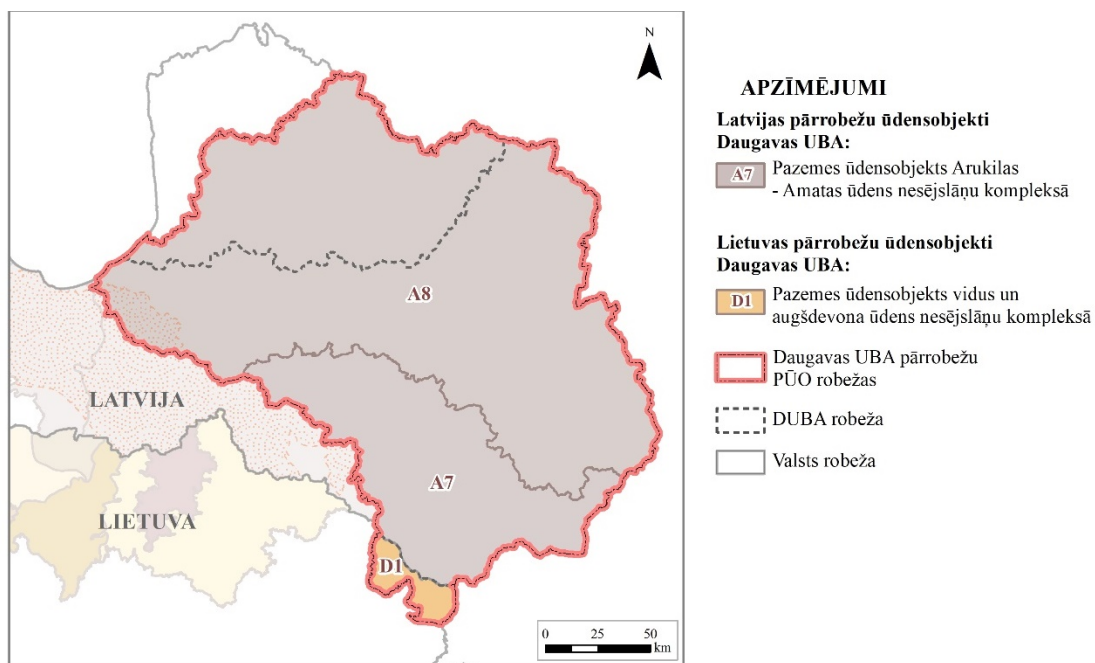 N
A8
LATVIJA
A7
LIETUVA
D1
0 25 50
km
APZĪMĒJUMI
Latvijas pārrobežu ūdensobjekti
Daugavas UBA:
A7 Pazemes ūdensobjekts Arukilas
- Amatas ūdens nesējslāņu kompleksā
Lietuvas pārrobežu ūdensobjekti
Daugavas UBA:
D1 Pazemes ūdensobjekts vidus un
augšdevona ūdens nesējslāņu kompleksā
Daugavas UBA pārrobežu
PŪO robežas
DUBA robeža
Valsts robeža